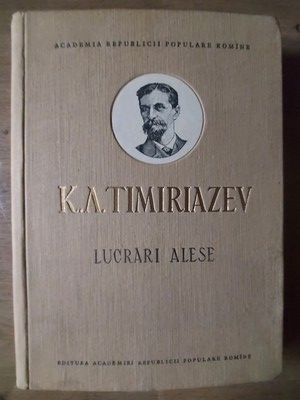 ACADEMIA REPUBLICII POPULARE ROMÎNE
K.A. TIMIRIAZEV
LUCRĂRI ALESE
EDITURA ACADEMIEI REPUBLICII POPULARE ROMÎNE